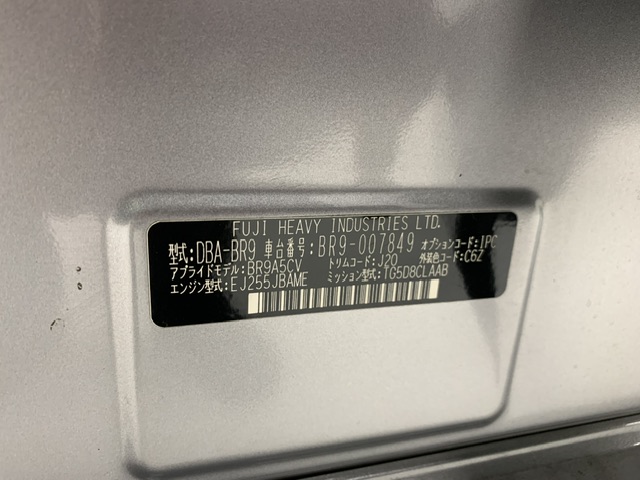 FUJI HEAVY INDUSTRIES LTD.
型式:DBA-BR9 車台番号:BR9-007849 オプションコード:1PC
アプライドモデル:BR9A5CV トリムコード:J20 外装色コード:C6Z
エンジン型式:EJ255JBAME ミッション型式:TG5D8CLAAB